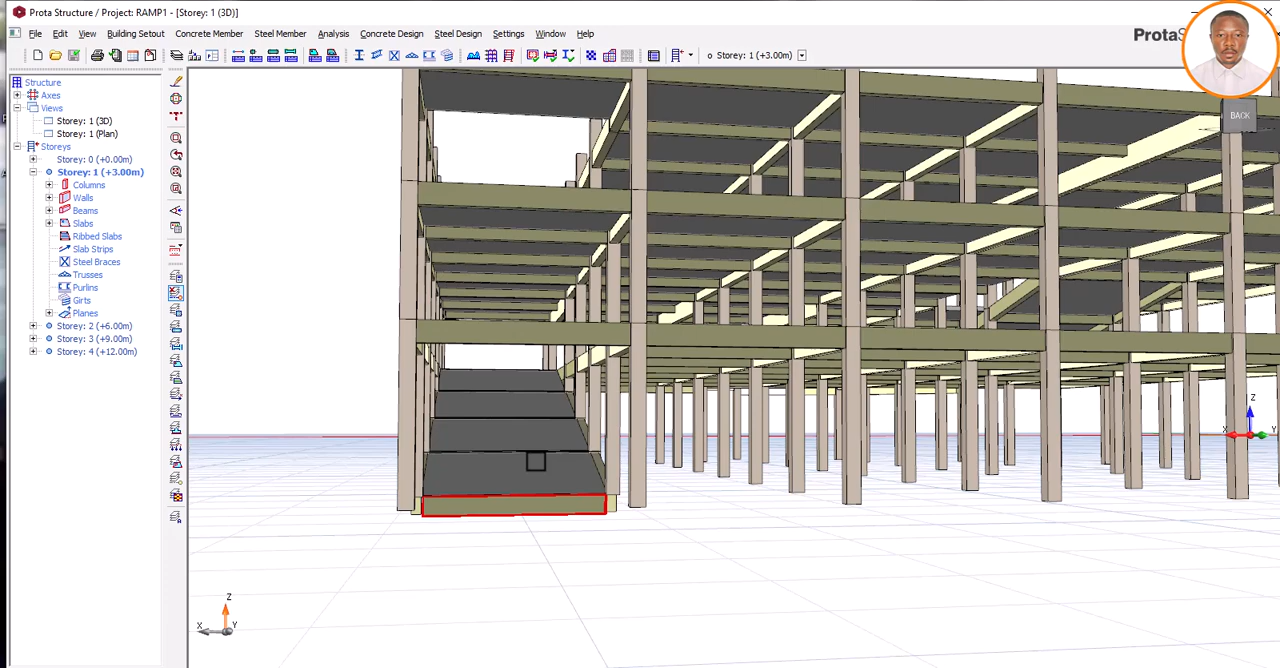 Prota Structure / Project: RAMP1 - [Storey: 1 (3D)]
File Edit View Building Setout Concrete Member Steel Member Analysis Concrete Design Steel Design Settings Window Help
Storey: 1 (+3.00m)
Structure
Axes
Views
Storey: 1 (3D)
Storey: 1 (Plan)
Storeys
Storey: 0 (+0.00m)
Storey: 1 (+3.00m)
Columns
Walls
Beams
Slabs
Ribbed Slabs
Slab Strips
Steel Braces
Trusses
Purlins
Girts
Planes
Storey: 2 (+6.00m)
Storey: 3 (+9.00m)
Storey: 4 (+12.00m)
BACK
Z
X
Y
Z
X
Y